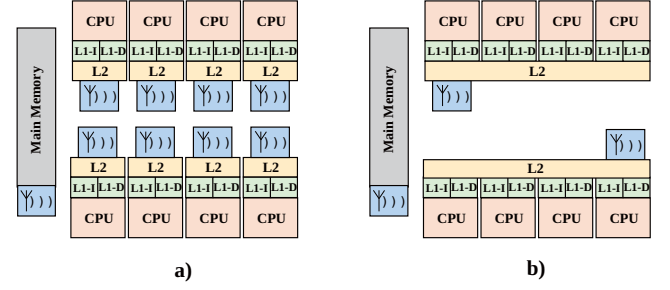 CPU CPU CPU CPU
L1-I L1-D L1-I L1-D L1-I L1-D L1-I L1-D
L2 L2 L2 L2
Main Memory
L2 L2 L2 L2
L1-I L1-D L1-I L1-D L1-I L1-D L1-I L1-D
CPU CPU CPU CPU
a)
CPU CPU CPU CPU
L1-I L1-D L1-I L1-D L1-I L1-D L1-I L1-D
L2
Main Memory
L2
L1-I L1-D L1-I L1-D L1-I L1-D L1-I L1-D
CPU CPU CPU CPU
b)